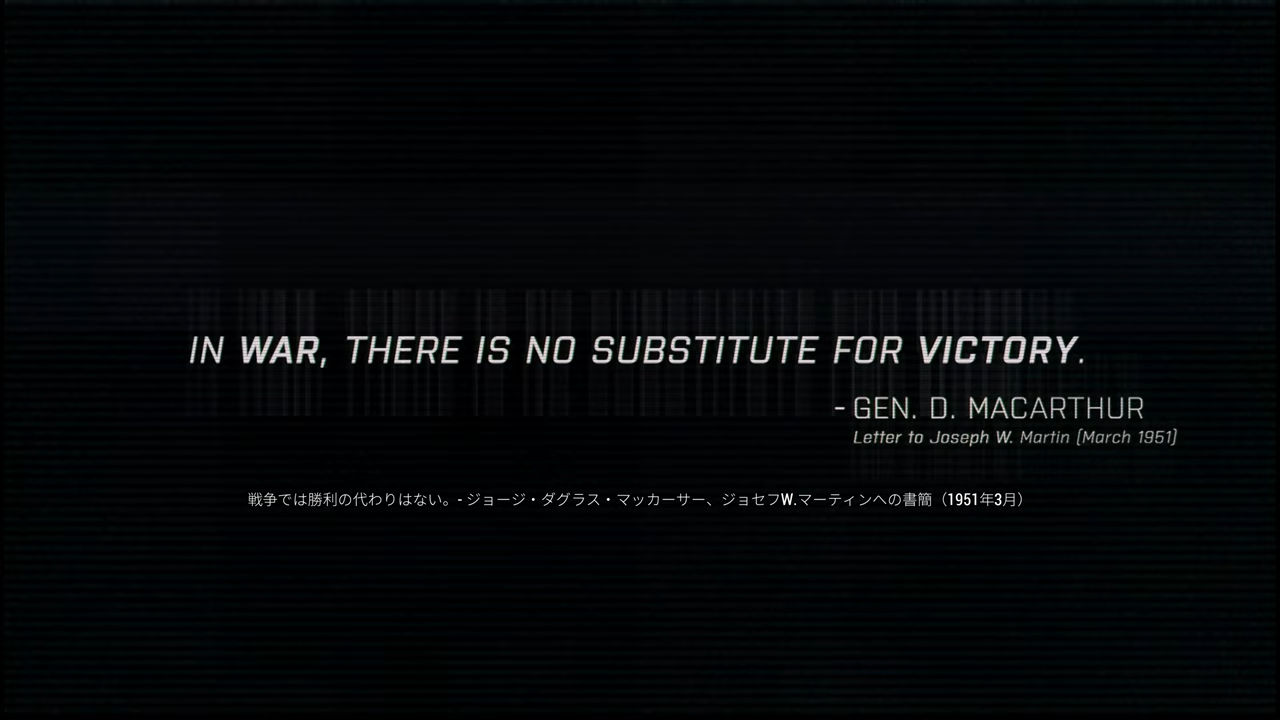 IN WAR, THERE IS NO SUBSTITUTE FOR VICTORY.
- GEN. D. MACARTHUR
Letter to Joseph W. Martin (March 1951)
戦争では勝利の代わりはない。- ジョージ・ダグラス・マッカーサー、ジョセフW.マーティンへの書簡（1951年3月）